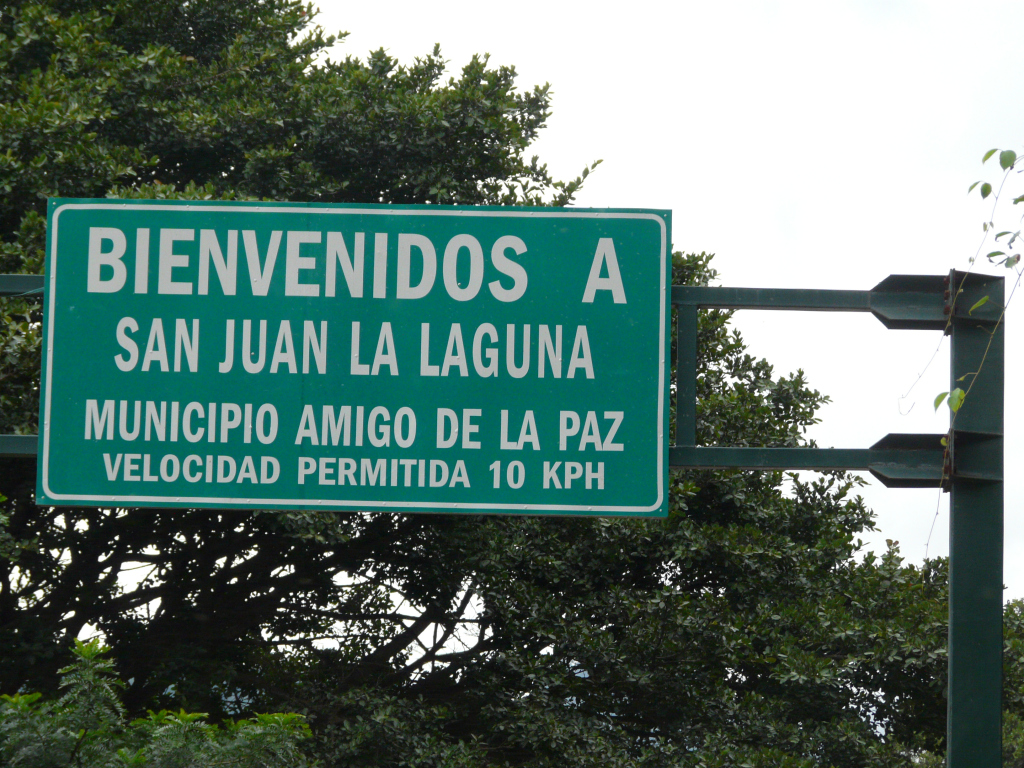 BIENVENIDOS A
SAN JUAN LA LAGUNA
MUNICIPIO AMIGO DE LA PAZ
VELOCIDAD PERMITIDA 10 KPH